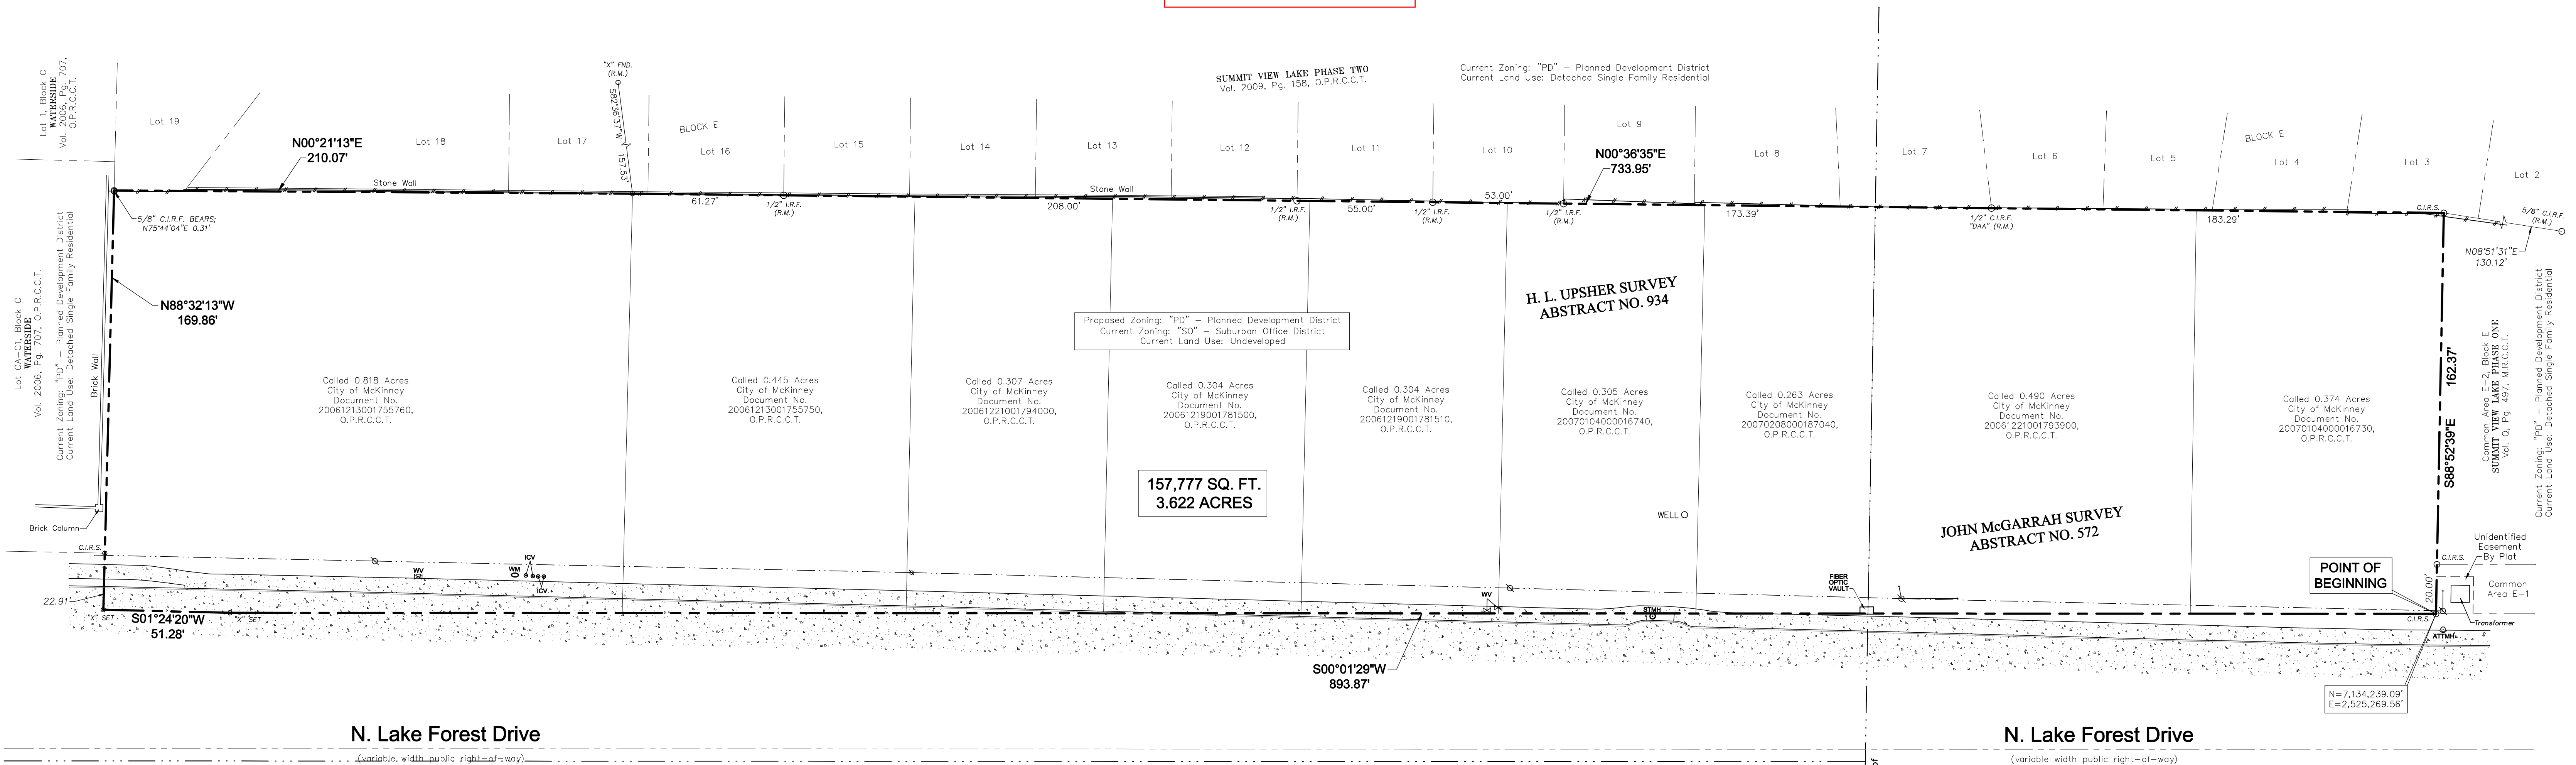 Lot 1, Block C
WATERSIDE
Vol. 2006, Pg. 707,
O.P.R.C.C.T.
Lot 19
N00°21'13"E
210.07'
Lot 18
Lot 17
"X" FND.
(R.M.)
S82°36'37"W
157.53'
BLOCK E
Lot 16
Lot 15
Lot 14
Lot 13
SUMMIT VIEW LAKE PHASE TWO
Vol. 2009, Pg. 158, O.P.R.C.C.T.
Lot 12
Lot 11
Current Zoning: "PD" – Planned Development District
Current Land Use: Detached Single Family Residential
Lot 10
Lot 9
N00°36'35"E
733.95'
Lot 8
Lot 7
Lot 6
Lot 5
BLOCK E
Lot 4
Lot 3
Lot 2
Stone Wall
Stone Wall
5/8" C.I.R.F. BEARS;
N75°44'04"E 0.31'
61.27'
1/2" I.R.F.
(R.M.)
208.00'
1/2" I.R.F.
(R.M.)
55.00'
1/2" I.R.F.
(R.M.)
53.00'
1/2" I.R.F.
(R.M.)
173.39'
1/2" C.I.R.F.
"DAA" (R.M.)
183.29'
C.I.R.S.
5/8" C.I.R.F.
(R.M.)
N08°51'31"E
130.12'
Lot CA-C1, Block C
WATERSIDE
Vol. 2006, Pg. 707, O.P.R.C.C.T.
Current Zoning: "PD" – Planned Development District
Current Land Use: Detached Single Family Residential
Brick Wall
N88°32'13"W
169.86'
H. L. UPSHER SURVEY
ABSTRACT NO. 934
Proposed Zoning: "PD" – Planned Development District
Current Zoning: "SO" – Suburban Office District
Current Land Use: Undeveloped
Called 0.818 Acres
City of McKinney
Document No.
20061213001755760,
O.P.R.C.C.T.
Called 0.445 Acres
City of McKinney
Document No.
20061213001755750,
O.P.R.C.C.T.
Called 0.307 Acres
City of McKinney
Document No.
20061221001794000,
O.P.R.C.C.T.
Called 0.304 Acres
City of McKinney
Document No.
20061219001781500,
O.P.R.C.C.T.
Called 0.304 Acres
City of McKinney
Document No.
20061219001781510,
O.P.R.C.C.T.
Called 0.305 Acres
City of McKinney
Document No.
20070104000016740,
O.P.R.C.C.T.
Called 0.263 Acres
City of McKinney
Document No.
20070208000187040,
O.P.R.C.C.T.
Called 0.490 Acres
City of McKinney
Document No.
20061221001793900,
O.P.R.C.C.T.
Called 0.374 Acres
City of McKinney
Document No.
20070104000016730,
O.P.R.C.C.T.
S88°52'39"E
162.37'
Common Area E-2, Block E
SUMMIT VIEW LAKE PHASE ONE
Vol. Q, Pg. 497, M.R.C.C.T.
Current Zoning: "PD" – Planned Development District
Current Land Use: Detached Single Family Residential
157,777 SQ. FT.
3.622 ACRES
WELL
JOHN McGARRAH SURVEY
ABSTRACT NO. 572
Brick Column
C.I.R.S.
WV
WM
ICV
ICV
WV
STMH
FIBER
OPTIC
VAULT
POINT OF
BEGINNING
C.I.R.S.
20.00'
Unidentified
Easement
By Plat
Common
Area E-1
Transformer
C.I.R.S.
ATTMH
22.91'
"X" SET
S01°24'20"W
51.28'
"X" SET
S00°01'29"W
893.87'
N=7,134,239.09'
E=2,525,269.56'
N. Lake Forest Drive
(variable width public right-of-way)
N. Lake Forest Drive
(variable width public right-of-way)
of